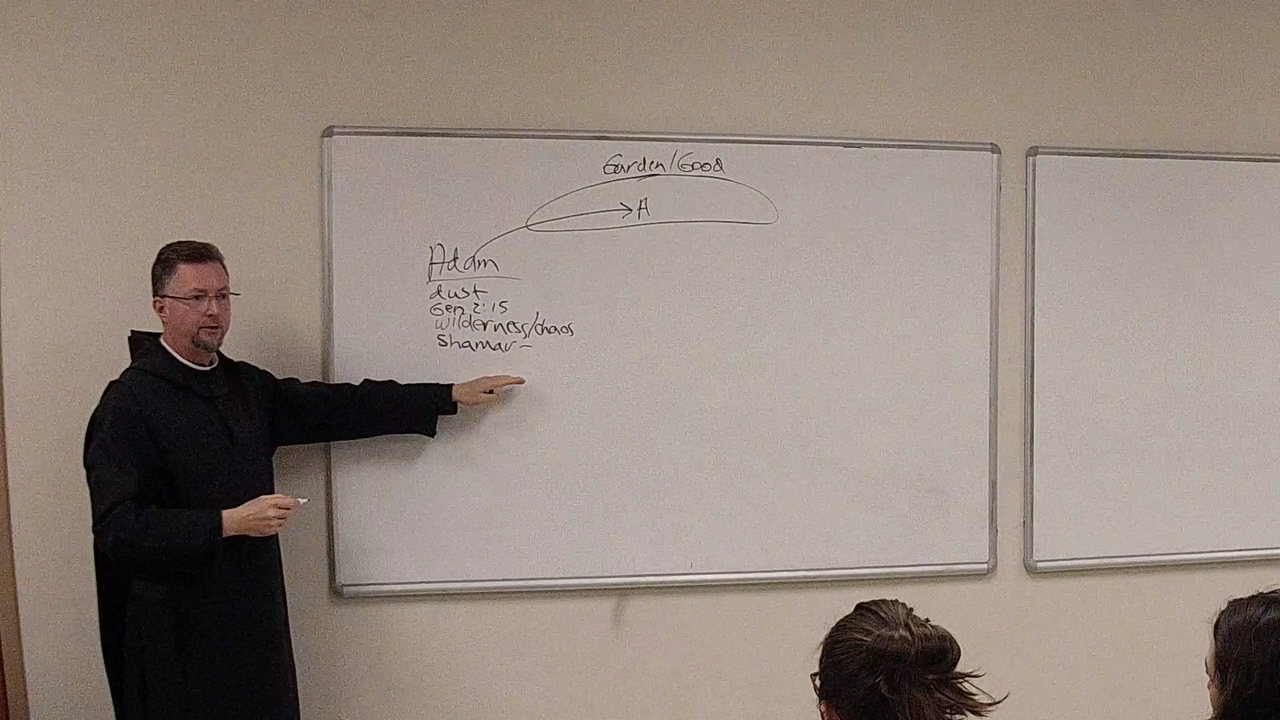 Garden/Good
A
Adam
dust
Gen 2:15
wilderness/chaos
shamar-